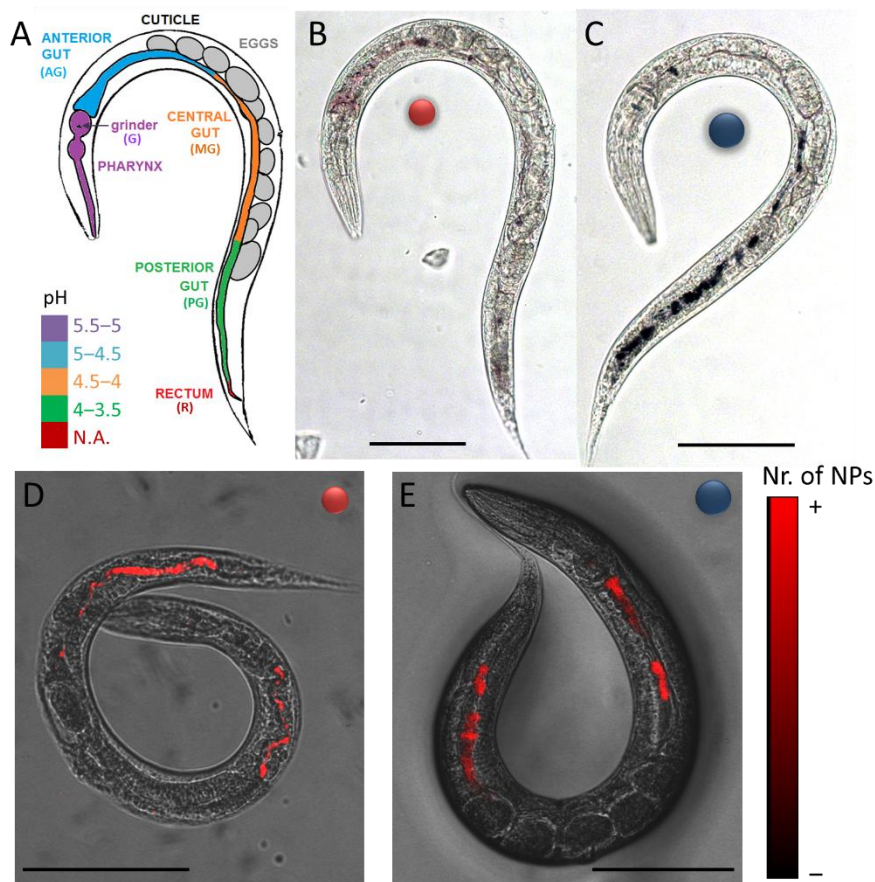 A
CUTICLE
ANTERIOR
GUT
(AG)
EGGS
grinder
(G)
CENTRAL
GUT
(MG)
PHARYNX
POSTERIOR
GUT
(PG)
pH
5.5–5
5–4.5
4.5–4
4–3.5
N.A.
RECTUM
(R)
B
C
D
E
Nr. of NPs
+
–